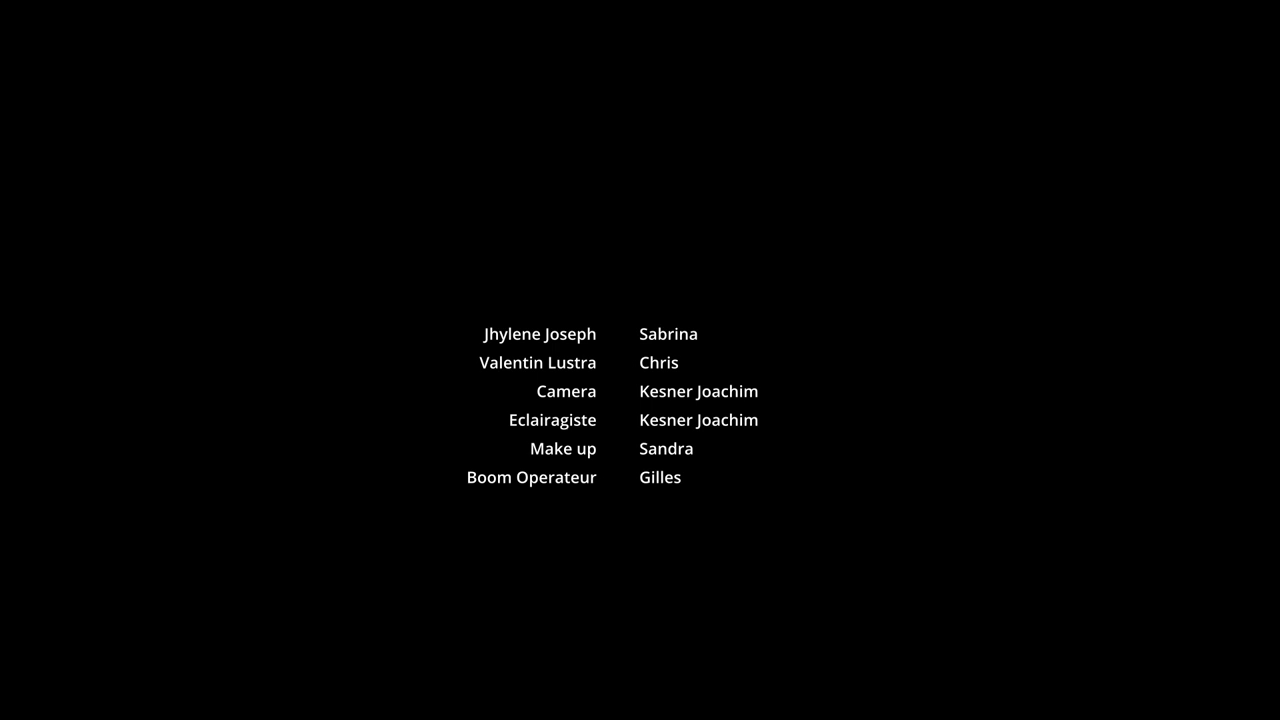 Jhylene Joseph Sabrina
Valentin Lustra Chris
Camera Kesner Joachim
Eclairagiste Kesner Joachim
Make up Sandra
Boom Operateur Gilles